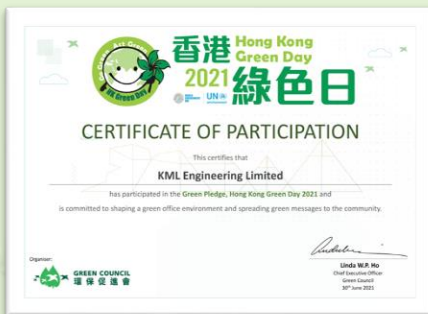 香港 Hong Kong
Green Day
2021 綠色日
HK Green Day
UN
CERTIFICATE OF PARTICIPATION
This certifies that
KML Engineering Limited
has participated in the Green Pledge, Hong Kong Green Day 2021 and
is committed to shaping a green office environment and spreading green messages to the community.
Organiser:
GREEN COUNCIL
環保促進會
Linda W.P. Ho
Chief Executive Officer
Green Council
30th June 2021